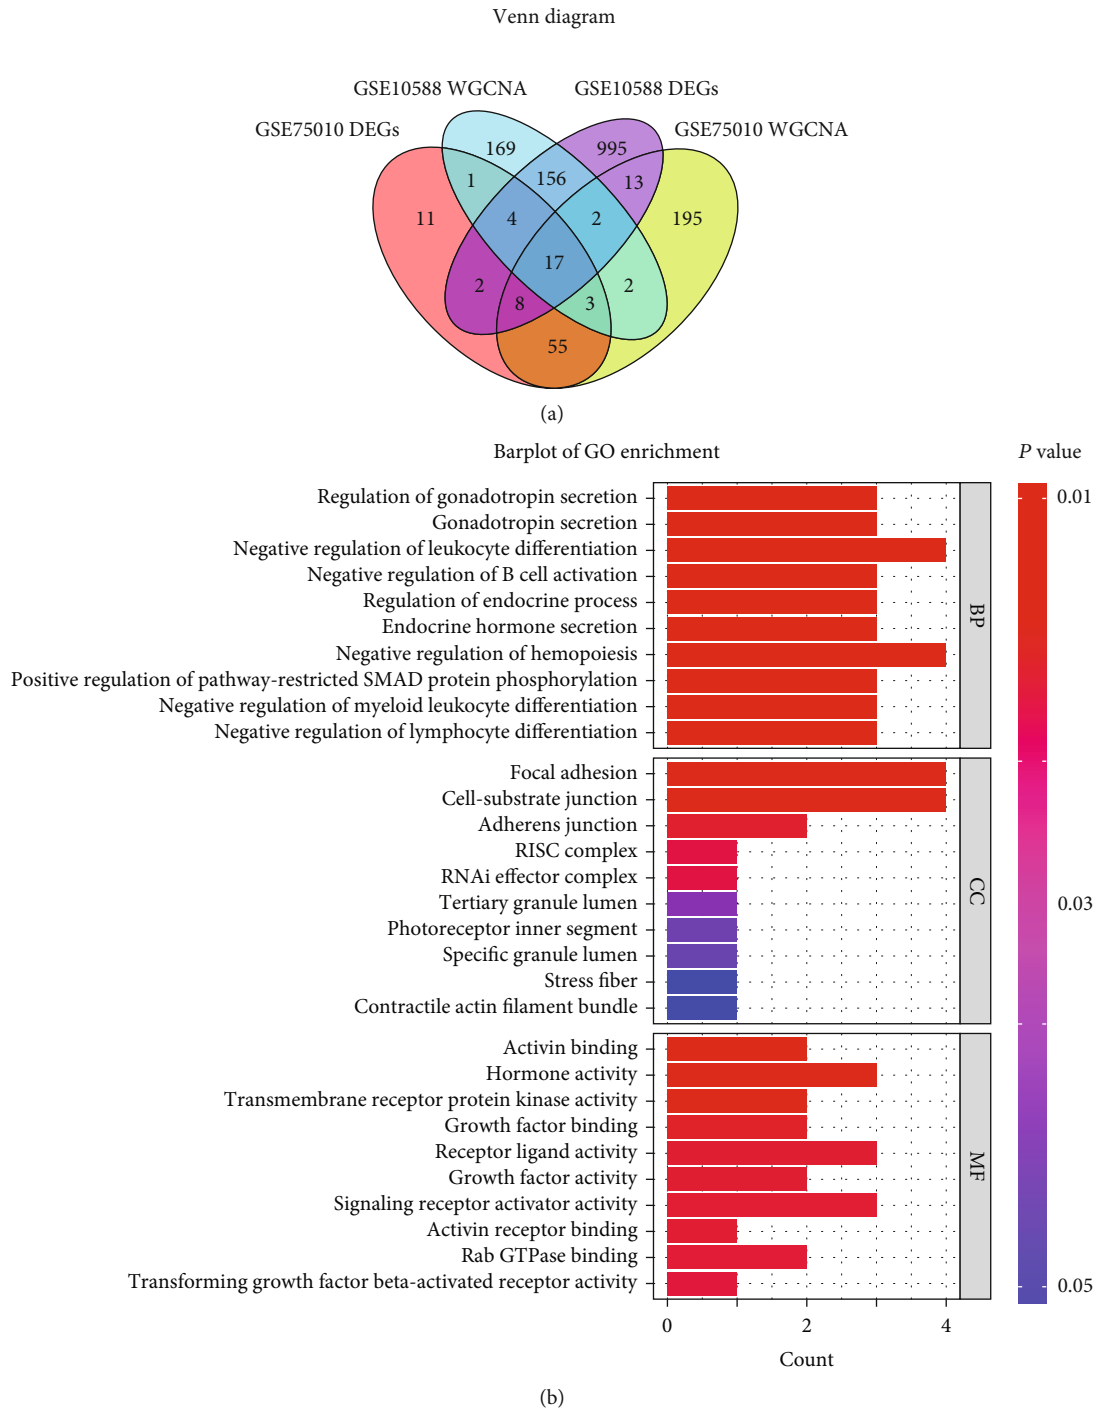 Venn diagram
GSE10588 WGCNA
GSE10588 DEGs
GSE75010 DEGs
GSE75010 WGCNA
169
995
1
156
13
11
4
2
195
17
2
8
3
2
55
(a)
Barplot of GO enrichment
P value
Regulation of gonadotropin secretion
Gonadotropin secretion
Negative regulation of leukocyte differentiation
Negative regulation of B cell activation
Regulation of endocrine process
Endocrine hormone secretion
Negative regulation of hemopoiesis
Positive regulation of pathway-restricted SMAD protein phosphorylation
Negative regulation of myeloid leukocyte differentiation
Negative regulation of lymphocyte differentiation
BP
Focal adhesion
Cell-substrate junction
Adherens junction
RISC complex
RNAi effector complex
Tertiary granule lumen
Photoreceptor inner segment
Specific granule lumen
Stress fiber
Contractile actin filament bundle
CC
Activin binding
Hormone activity
Transmembrane receptor protein kinase activity
Growth factor binding
Receptor ligand activity
Growth factor activity
Signaling receptor activator activity
Activin receptor binding
Rab GTPase binding
Transforming growth factor beta-activated receptor activity
MF
0.01
0.03
0.05
0 2 4
Count
(b)